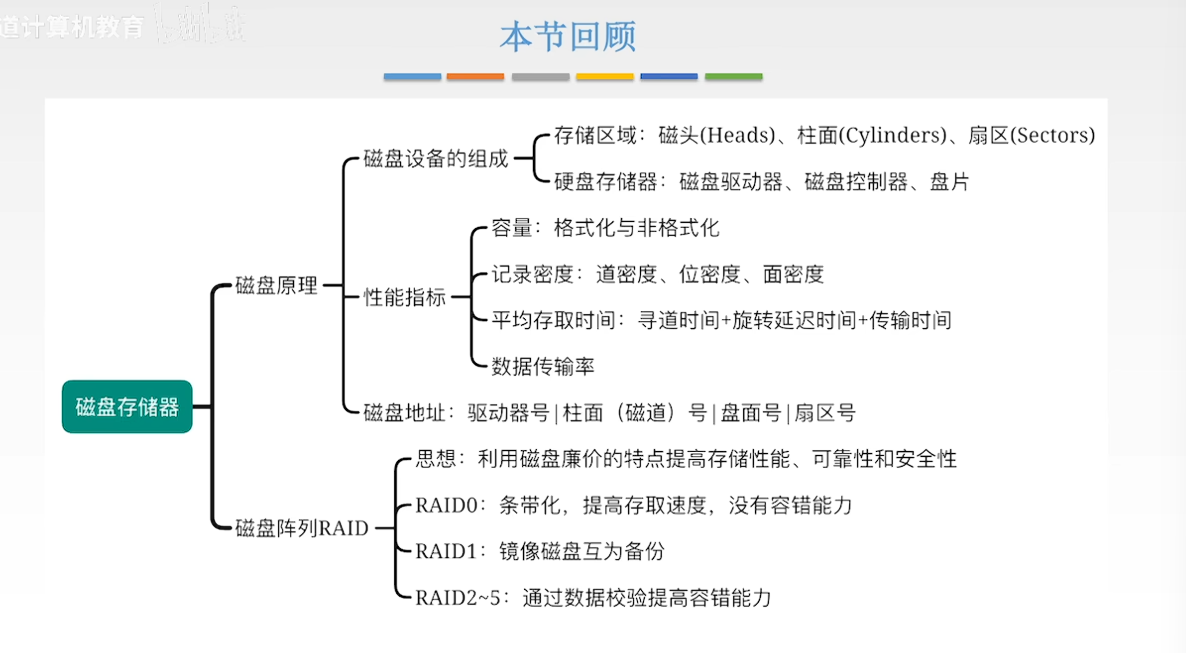 道计算机教育
本节回顾
存储区域：磁头(Heads)、柱面(Cylinders)、扇区(Sectors)
磁盘设备的组成
硬盘存储器：磁盘驱动器、磁盘控制器、盘片
容量：格式化与非格式化
记录密度：道密度、位密度、面密度
磁盘原理
性能指标
平均存取时间：寻道时间+旋转延迟时间+传输时间
数据传输率
磁盘存储器
磁盘地址：驱动器号|柱面（磁道）号|盘面号|扇区号
思想：利用磁盘廉价的特点提高存储性能、可靠性和安全性
RAID0：条带化，提高存取速度，没有容错能力
磁盘阵列RAID
RAID1：镜像磁盘互为备份
RAID2~5：通过数据校验提高容错能力